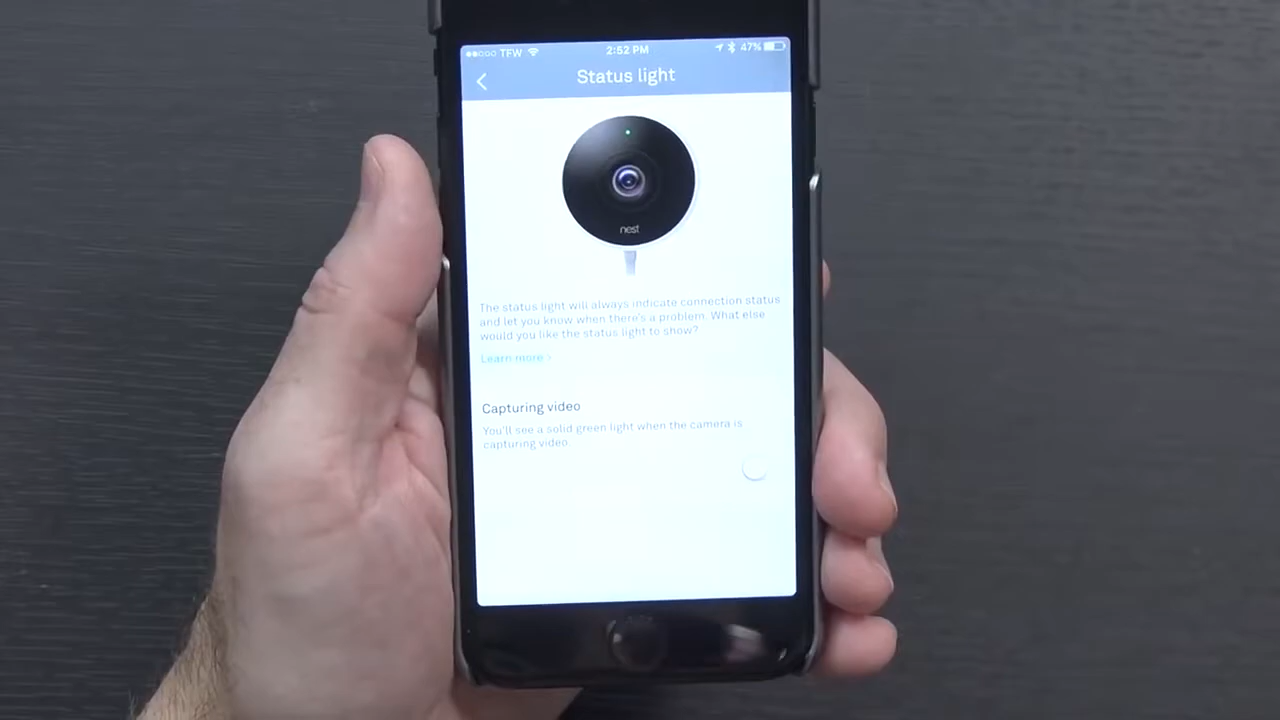 TFW 2:52 PM 47%
Status light
nest
The status light will always indicate connection status
and let you know when there's a problem. What else
would you like the status light to show?
Learn more >
Capturing video
You'll see a solid green light when the camera is
capturing video